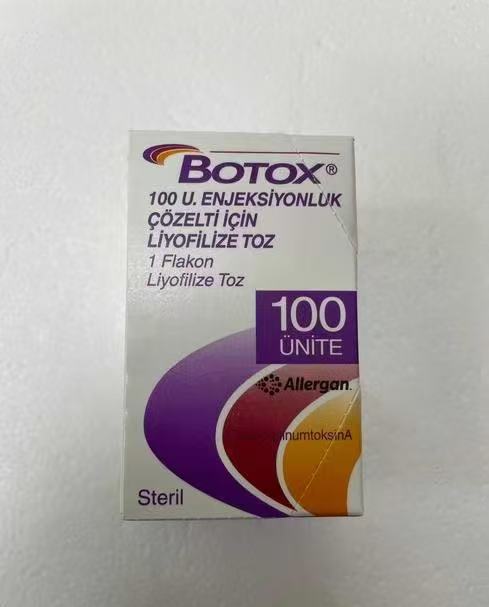 BOTOX®
100 U. ENJEKSİYONLUK
ÇÖZELTİ İÇİN
LİYOFİLİZE TOZ
1 Flakon
Liyofilize Toz
100
ÜNİTE
Allergan.
Steril